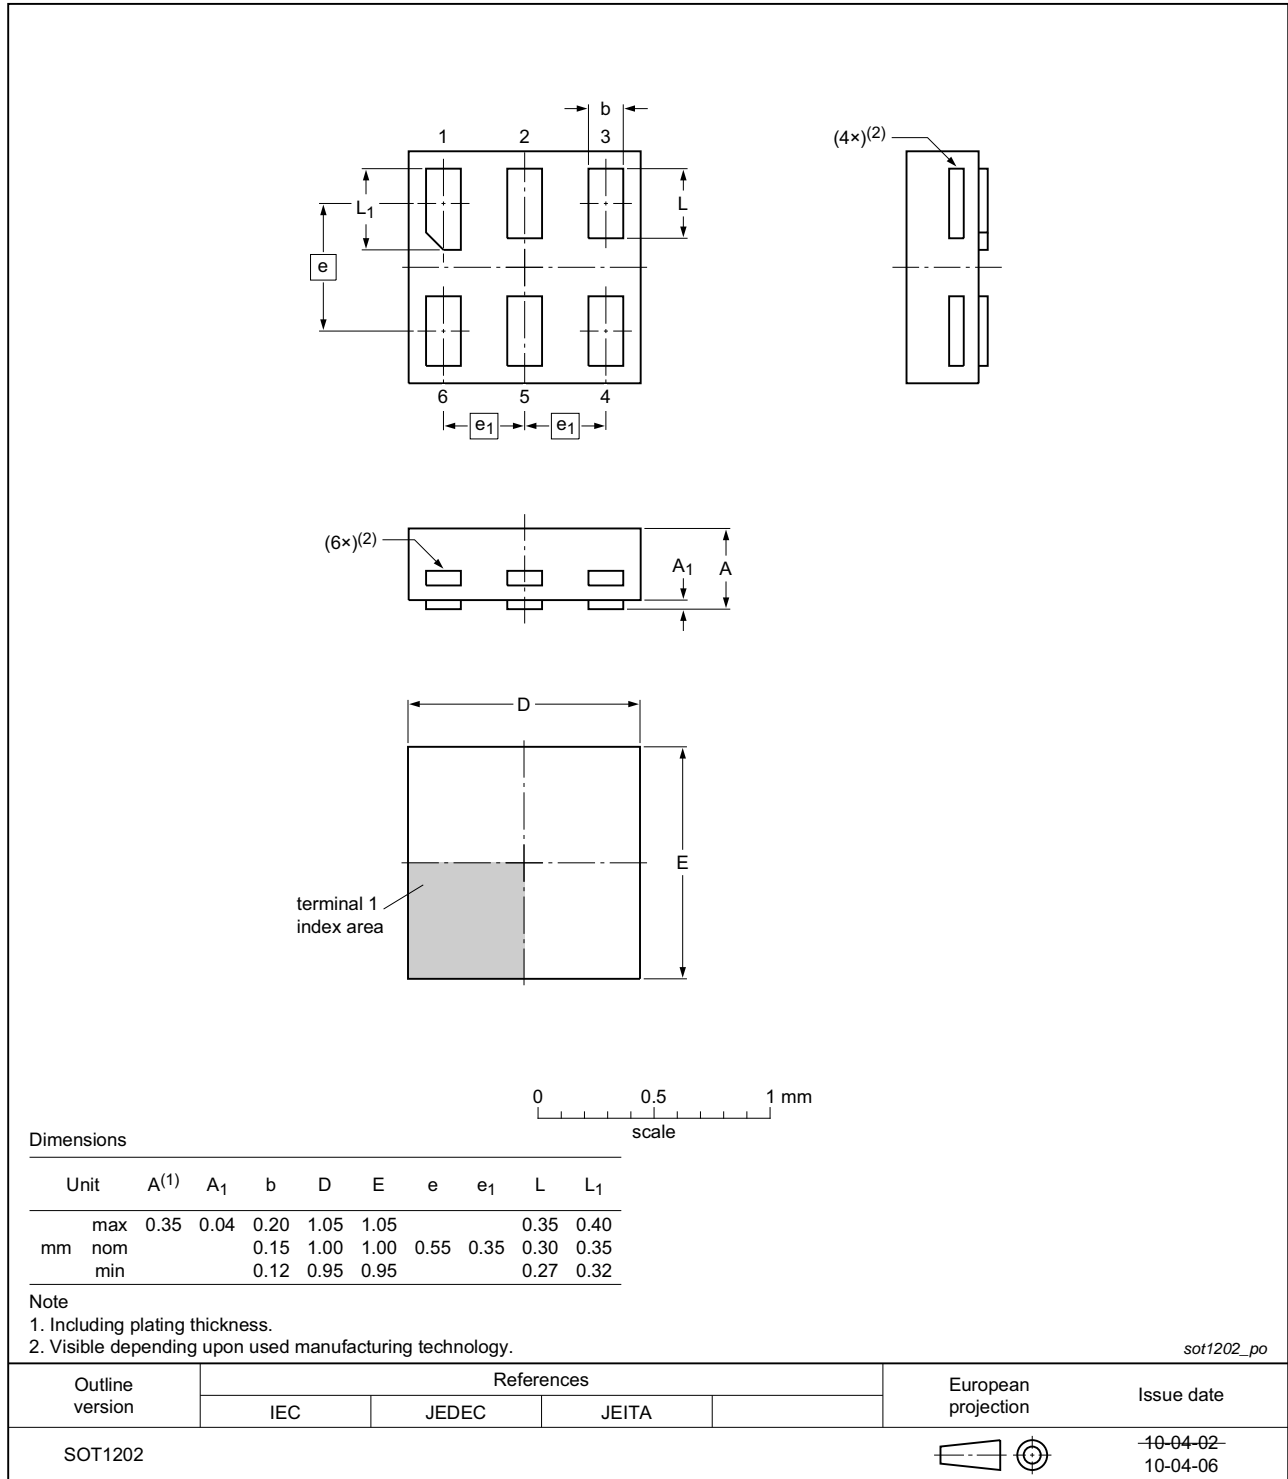 b
1 2 3
(4×)(2)
L1
L
e
6 5 4
e1 e1
(6×)(2)
A1 A
D
E
terminal 1
index area
0 0.5 1 mm
scale
Dimensions
Unit A(1) A1 b D E e e1 L L1
max 0.35 0.04 0.20 1.05 1.05 0.35 0.40
mm nom 0.15 1.00 1.00 0.55 0.35 0.30 0.35
min 0.12 0.95 0.95 0.27 0.32
Note
1. Including plating thickness.
2. Visible depending upon used manufacturing technology.
sot1202_po
Outline
version
References
IEC JEDEC JEITA
European
projection
Issue date
SOT1202
10-04-02
10-04-06